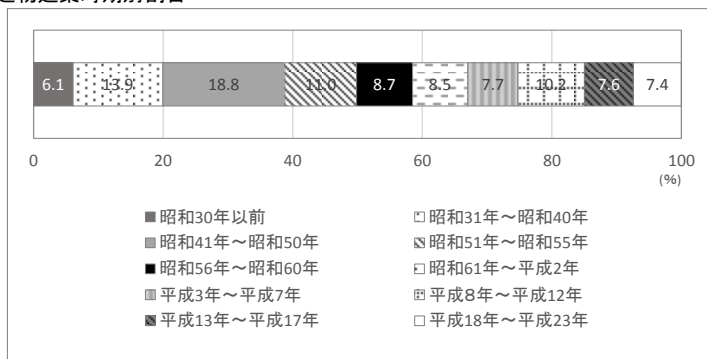 6.1 13.9 18.8 11.0 8.7 8.5 7.7 10.2 7.6 7.4
0 20 40 60 80 100
(%)
昭和30年以前 昭和31年～昭和40年
昭和41年～昭和50年 昭和51年～昭和55年
昭和56年～昭和60年 昭和61年～平成2年
平成3年～平成7年 平成８年～平成12年
平成13年～平成17年 平成18年～平成23年